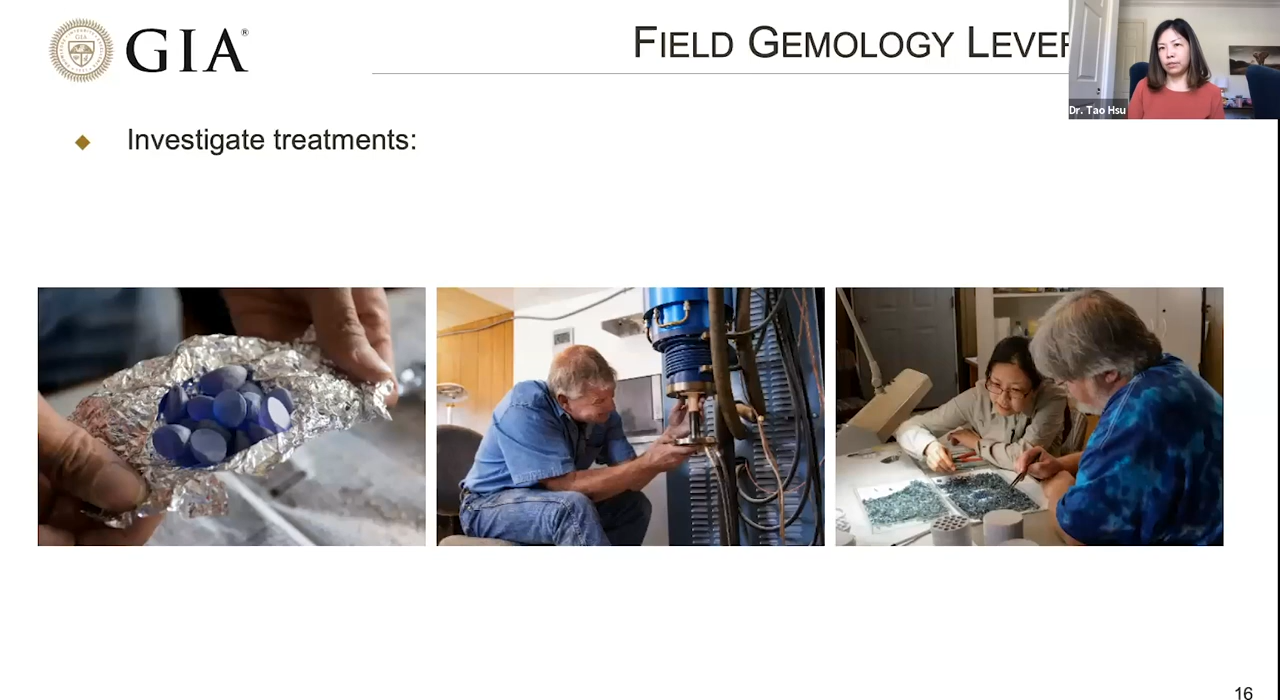 GIA®
FIELD GEMOLOGY LEVER
Dr. Tao Hsu
Investigate treatments:
16